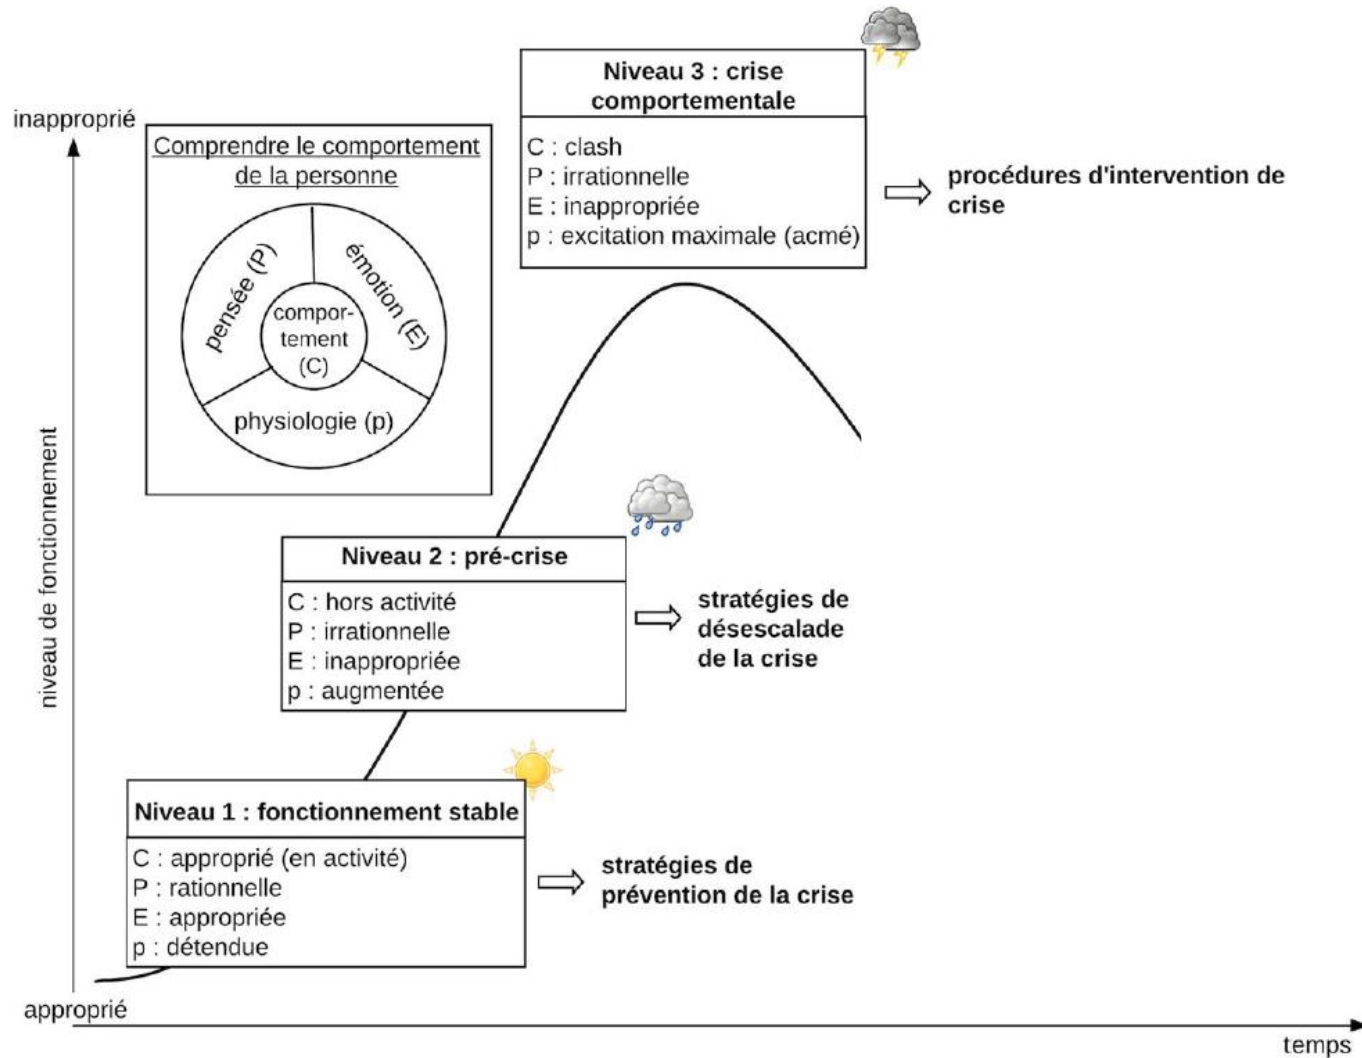 Niveau 3 : crise
comportementale
C : clash
P : irrationnelle
E : inappropriée
p : excitation maximale (acmé)
procédures d'intervention de
crise
inapproprié
Comprendre le comportement
de la personne
pensée (P)
émotion (E)
compor-
tement
(C)
physiologie (p)
niveau de fonctionnement
Niveau 2 : pré-crise
C : hors activité
P : irrationnelle
E : inappropriée
p : augmentée
stratégies de
désescalade
de la crise
Niveau 1 : fonctionnement stable
C : approprié (en activité)
P : rationnelle
E : appropriée
p : détendue
stratégies de
prévention de la crise
approprié
temps